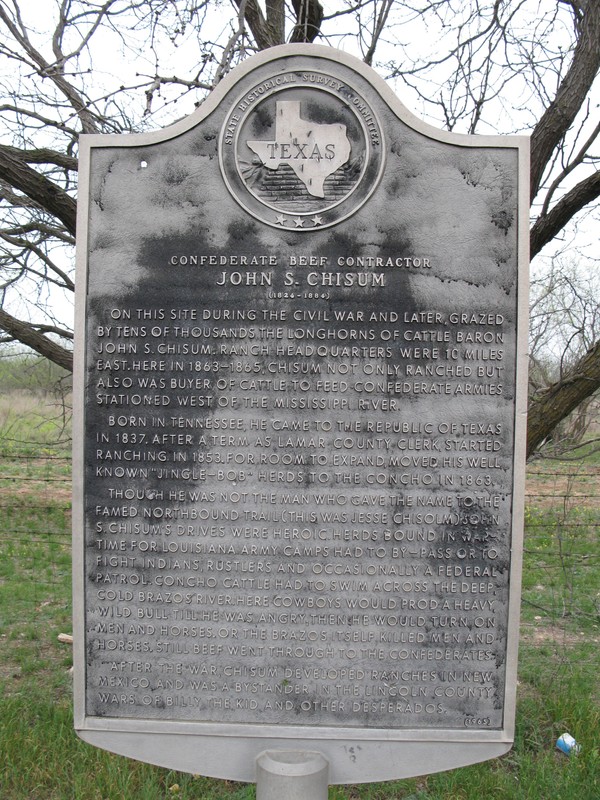 STATE HISTORICAL SURVEY COMMITTEE
TEXAS
CONFEDERATE BEEF CONTRACTOR
JOHN S. CHISUM
(1824-1884)
ON THIS SITE DURING THE CIVIL WAR AND LATER, GRAZED
BY TENS OF THOUSANDS THE LONGHORNS OF CATTLE BARON
JOHN S. CHISUM. RANCH HEADQUARTERS WERE 10 MILES
EAST. HERE IN 1863-1865, CHISUM NOT ONLY RANCHED BUT
ALSO WAS BUYER OF CATTLE TO FEED CONFEDERATE ARMIES
STATIONED WEST OF THE MISSISSIPPI RIVER.
BORN IN TENNESSEE, HE CAME TO THE REPUBLIC OF TEXAS
IN 1837. AFTER A TERM AS LAMAR COUNTY CLERK, STARTED
RANCHING IN 1853. FOR ROOM TO EXPAND, MOVED HIS WELL
KNOWN "JINGLE-BOB" HERDS TO THE CONCHO IN 1863.
THOUGH HE WAS NOT THE MAN WHO GAVE THE NAME TO THE
FAMED NORTHBOUND TRAIL (THIS WAS JESSE CHISOLM) JOHN
S. CHISUM'S DRIVES WERE HEROIC. HERDS BOUND IN WAR-
TIME FOR LOUISIANA ARMY CAMPS HAD TO BY-PASS OR TO
FIGHT INDIANS, RUSTLERS AND OCCASIONALLY A FEDERAL
PATROL. CONCHO CATTLE HAD TO SWIM ACROSS THE DEEP,
COLD BRAZOS RIVER. HERE COWBOYS WOULD PROD A HEAVY,
WILD BULL TILL HE WAS ANGRY. THEN HE WOULD TURN ON
MEN AND HORSES. OR THE BRAZOS ITSELF KILLED MEN AND
HORSES. STILL BEEF WENT THROUGH TO THE CONFEDERATES.
AFTER THE WAR, CHISUM DEVELOPED RANCHES IN NEW
MEXICO, AND WAS A BYSTANDER IN THE LINCOLN COUNTY
WARS OF BILLY THE KID AND OTHER DESPERADOS.
(1965)